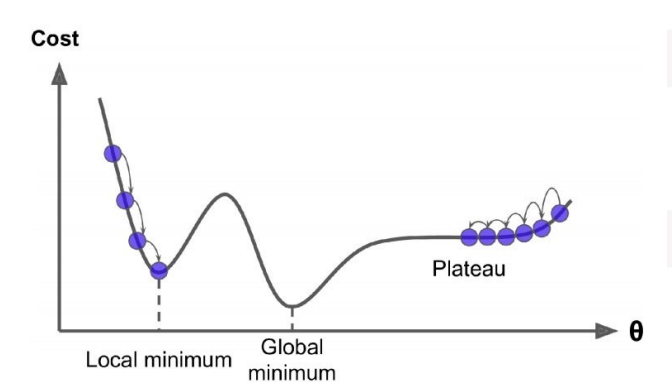 Cost
Plateau
θ
Local minimum
Global
minimum